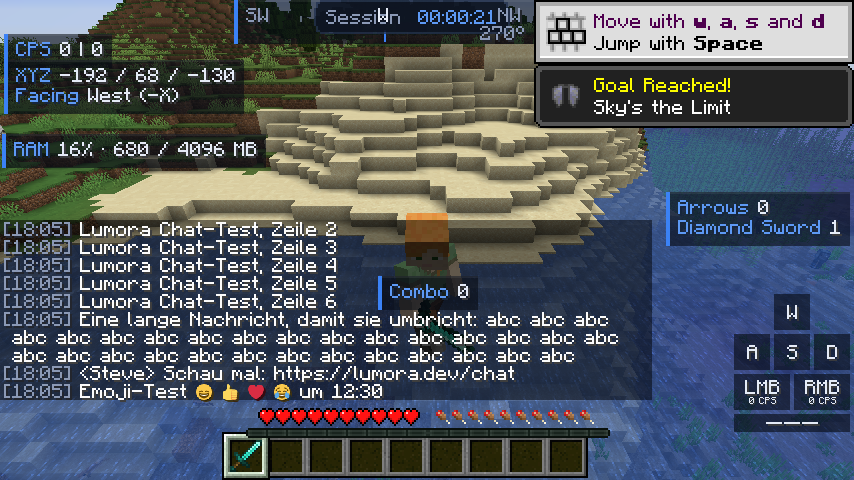 SW
Session 00:00:21
W
NW
270°
Move with w, a, s and d
Jump with Space
CPS 0 | 0
XYZ -192 / 68 / -130
Facing West (-X)
Goal Reached!
Sky's the Limit
RAM 16% · 680 / 4096 MB
Arrows 0
Diamond Sword 1
[18:05] Lumora Chat-Test, Zeile 2
[18:05] Lumora Chat-Test, Zeile 3
[18:05] Lumora Chat-Test, Zeile 4
[18:05] Lumora Chat-Test, Zeile 5
[18:05] Lumora Chat-Test, Zeile 6
Combo 0
[18:05] Eine lange Nachricht, damit sie umbricht: abc abc abc
abc abc abc abc abc abc abc abc abc abc abc abc abc abc
abc abc abc abc abc abc abc abc abc abc abc abc abc
[18:05] <Steve> Schau mal: https://lumora.dev/chat
[18:05] Emoji-Test 😄 👍 ❤️ 😂 um 12:30
W
A S D
LMB RMB
0 CPS 0 CPS